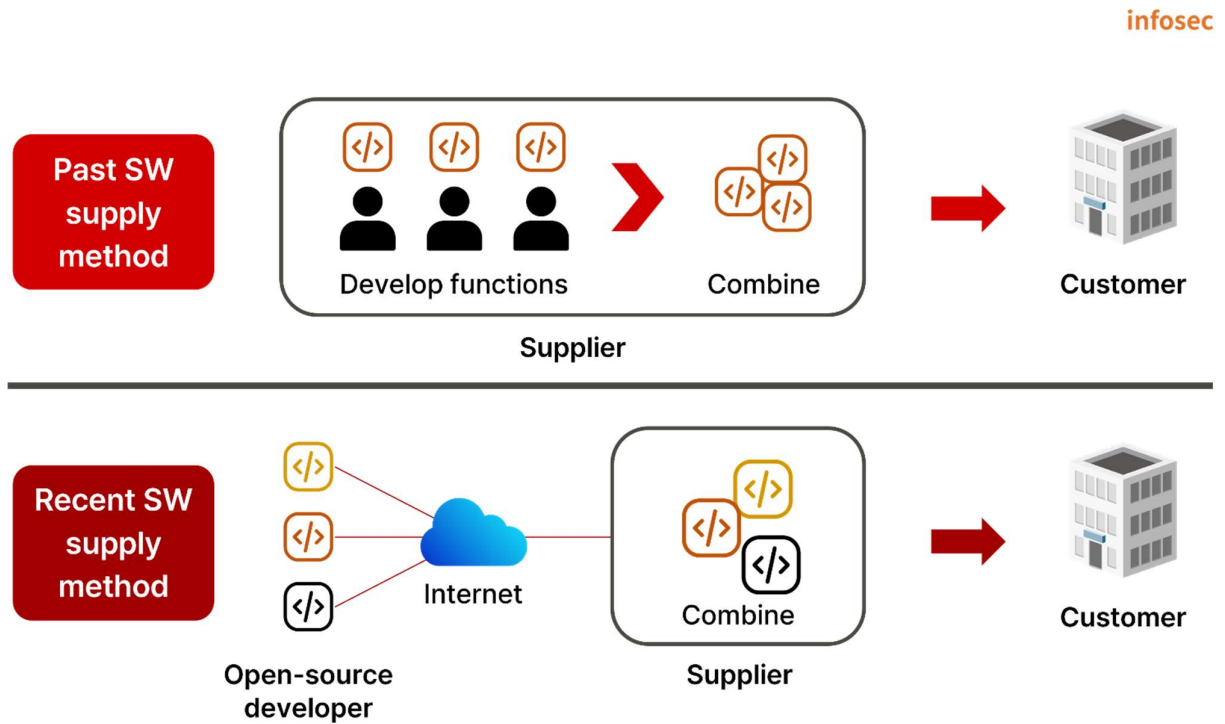 infosec
Past SW
supply
method
</>
</>
</>
</>
</>
</>
Develop functions
Combine
Customer
Supplier
Recent SW
supply
method
</>
</>
</>
Internet
</>
</>
</>
Combine
Customer
Open-source
developer
Supplier